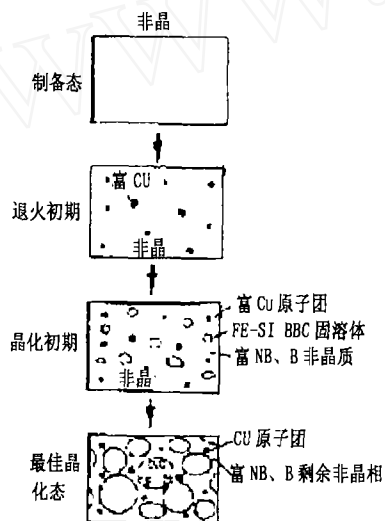 非晶
制备态
富 CU
退火初期
非晶
富 Cu 原子团
FE-SI BBC 固溶体
晶化初期
富 NB、B 非晶质
非晶
CU 原子团
最佳晶化态
富 NB、B 剩余非晶相